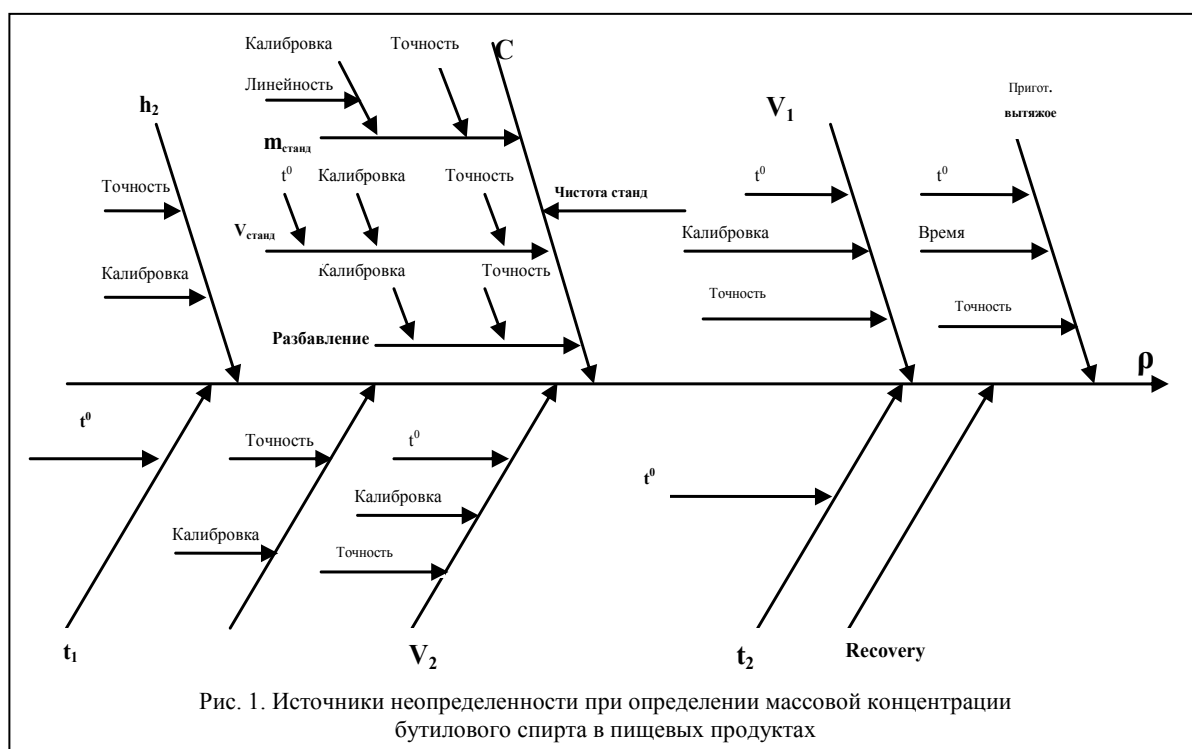 Калибровка
Точность
C
Линейность
h₂
mстанд
Точность
Калибровка
t⁰
Калибровка
Точность
Vстанд
Чистота станд
Калибровка
Точность
Разбавление
V₁
t⁰
Калибровка
Точность
Пригот.
вытяжое
t⁰
Время
Точность
ρ
t⁰
t₁
Точность
Калибровка
t⁰
Калибровка
Точность
V₂
t⁰
t₂
Recovery
Рис. 1. Источники неопределенности при определении массовой концентрации
бутилового спирта в пищевых продуктах